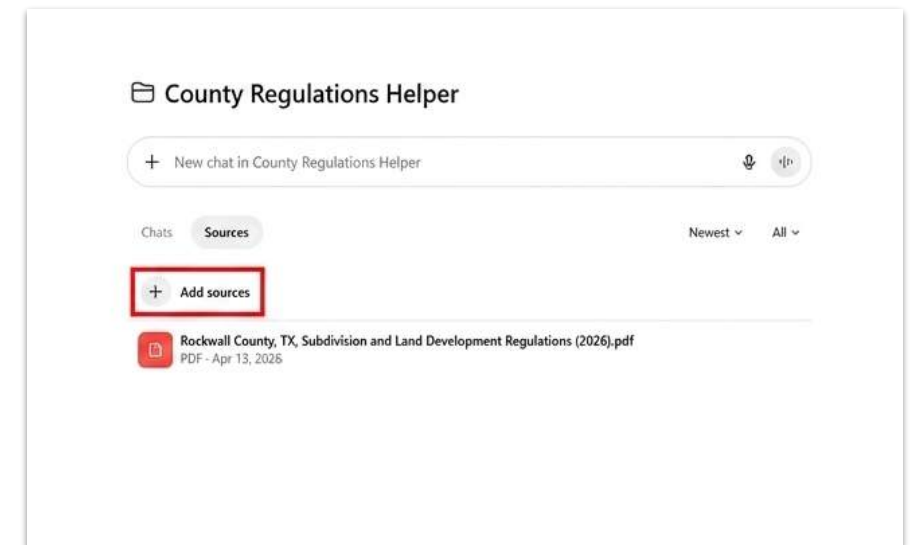 County Regulations Helper
New chat in County Regulations Helper
Chats Sources Newest All
Add sources
Rockwall County, TX, Subdivision and Land Development Regulations (2026).pdf
PDF - Apr 13, 2026